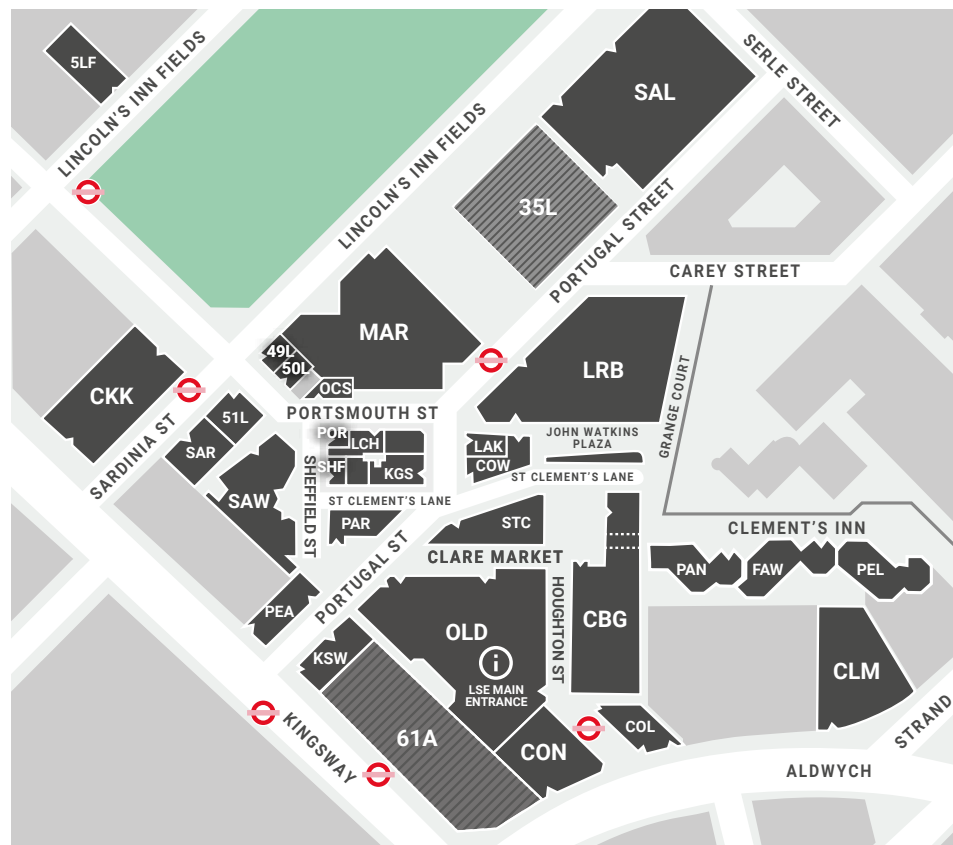 5LF
LINCOLN'S INN FIELDS
LINCOLN'S INN FIELDS
SAL
SERLE STREET
35L
PORTUGAL STREET
CAREY STREET
MAR
49L
50L
OCS
LRB
CKK
51L
PORTSMOUTH ST
GRANGE COURT
SARDINIA ST
SAR
POR
LCH
LAK
JOHN WATKINS
PLAZA
SHF
KGS
COW
ST CLEMENT'S LANE
SAW
SHEFFIELD ST
ST CLEMENT'S LANE
PAR
STC
CLEMENT'S INN
PORTUGAL ST
CLARE MARKET
PAN
FAW
PEL
PEA
HOUGHTON ST
CBG
OLD
i
LSE MAIN
ENTRANCE
KSW
CLM
KINGSWAY
61A
CON
COL
STRAND
ALDWYCH